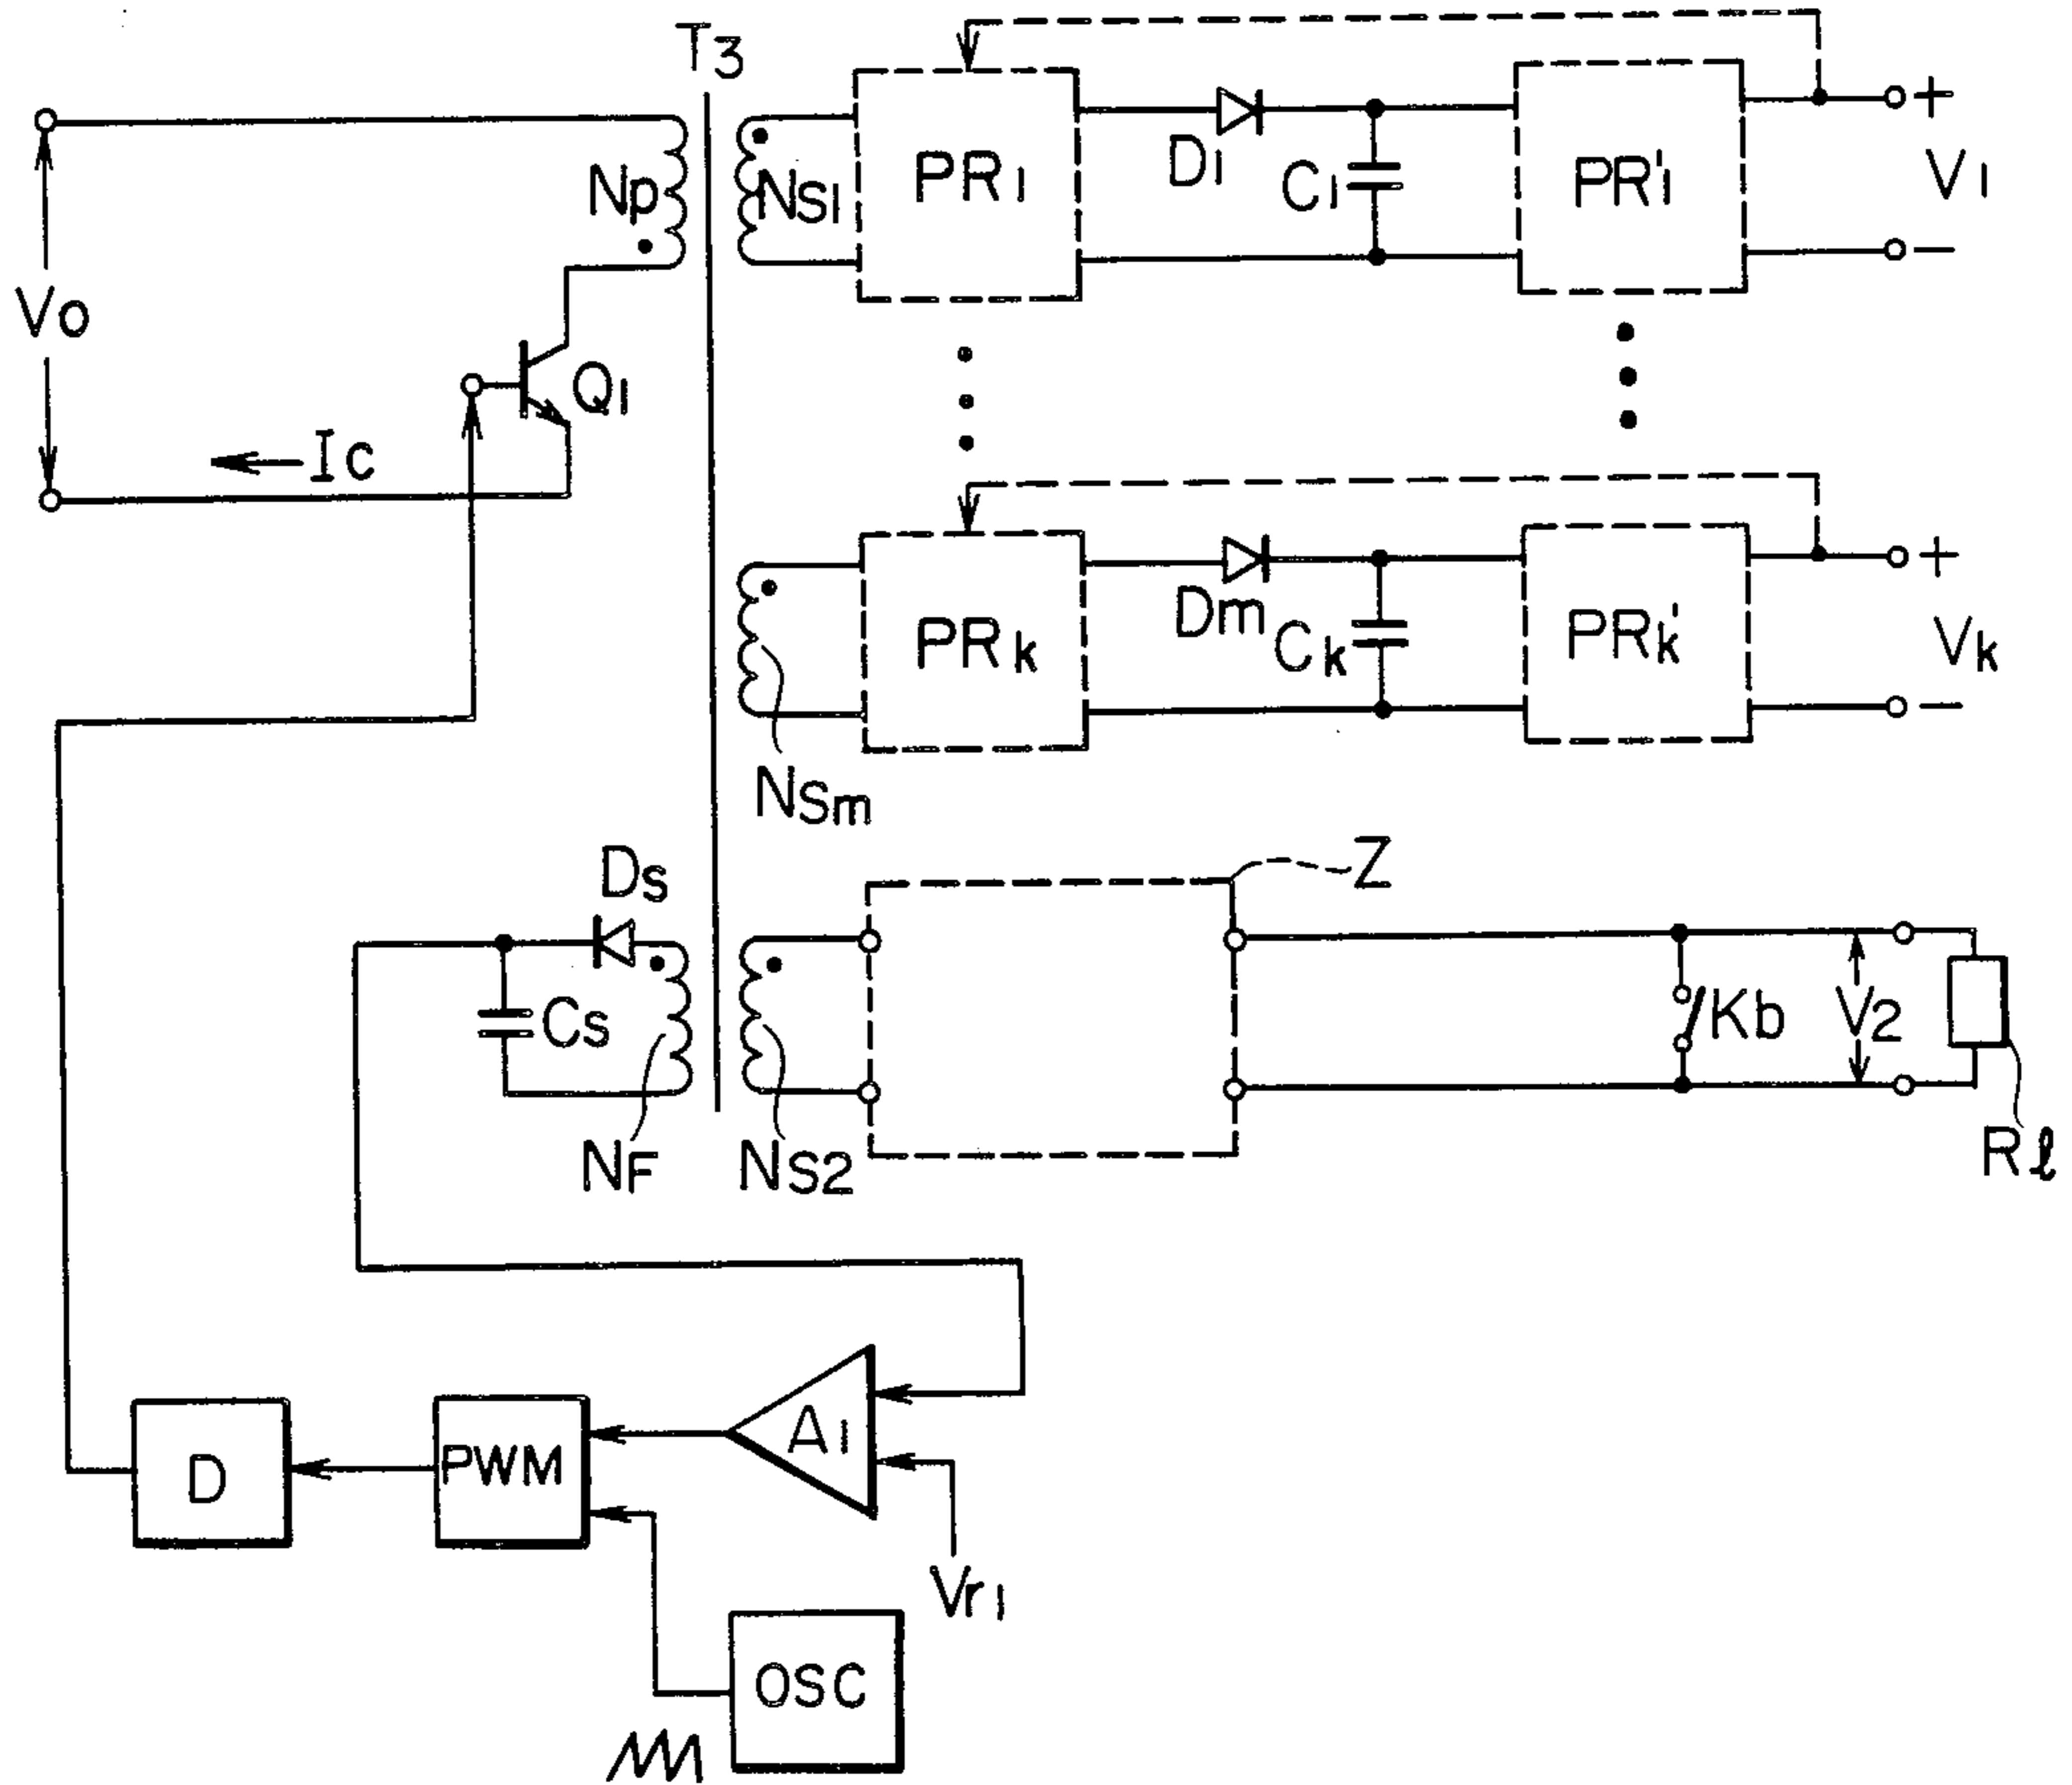 T3
Np
NS1
PR1
D1
C1
PR'1
+
V1
−
Vo
Q1
Ic
PRk
Dm
Ck
PRk'
+
Vk
−
NSm
Ds
Z
Cs
Kb
V2
NF
NS2
Rℓ
A1
D
PWM
Vr1
OSC